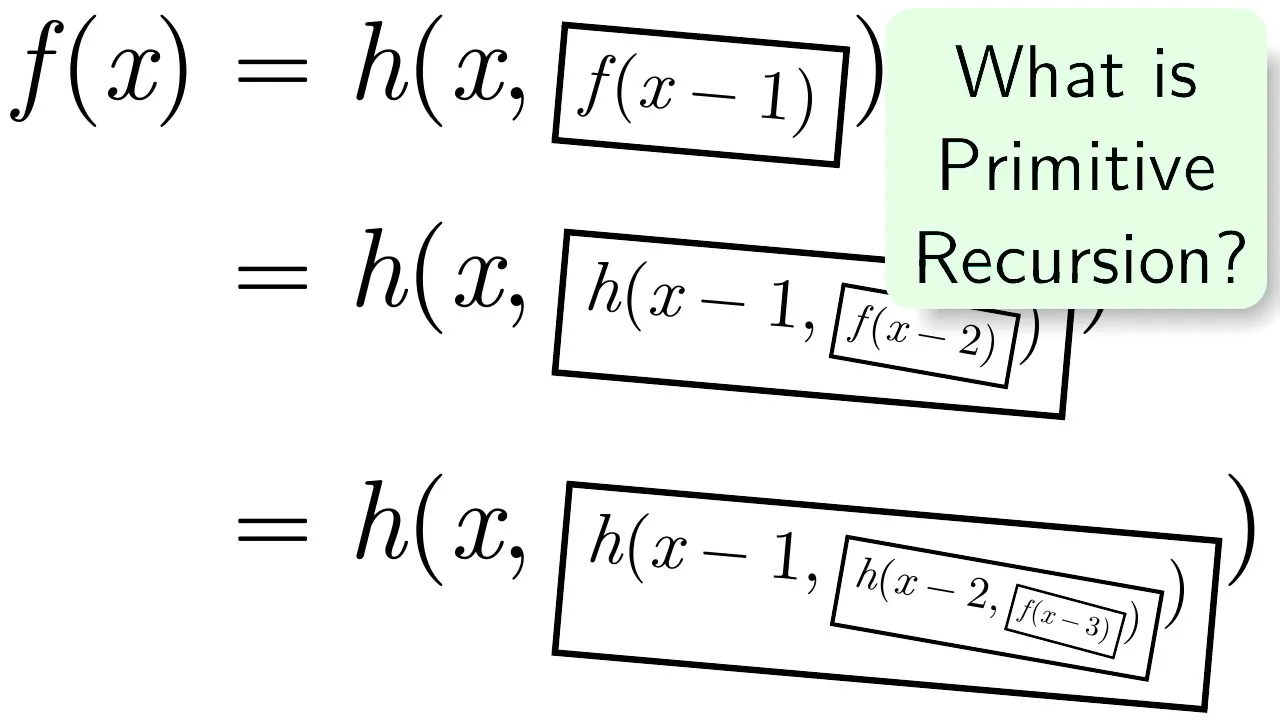 f(x) = h(x, f(x − 1))
What is
Primitive
Recursion?
= h(x, h(x − 1, f(x − 2)))
= h(x, h(x − 1, h(x − 2, f(x − 3))))